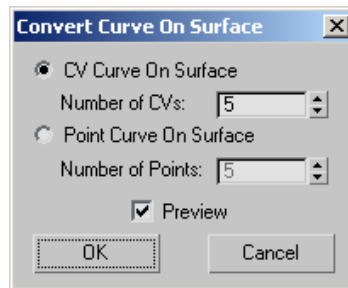 Convert Curve On Surface
CV Curve On Surface
Number of CVs: 5
Point Curve On Surface
Number of Points: 5
Preview
OK Cancel